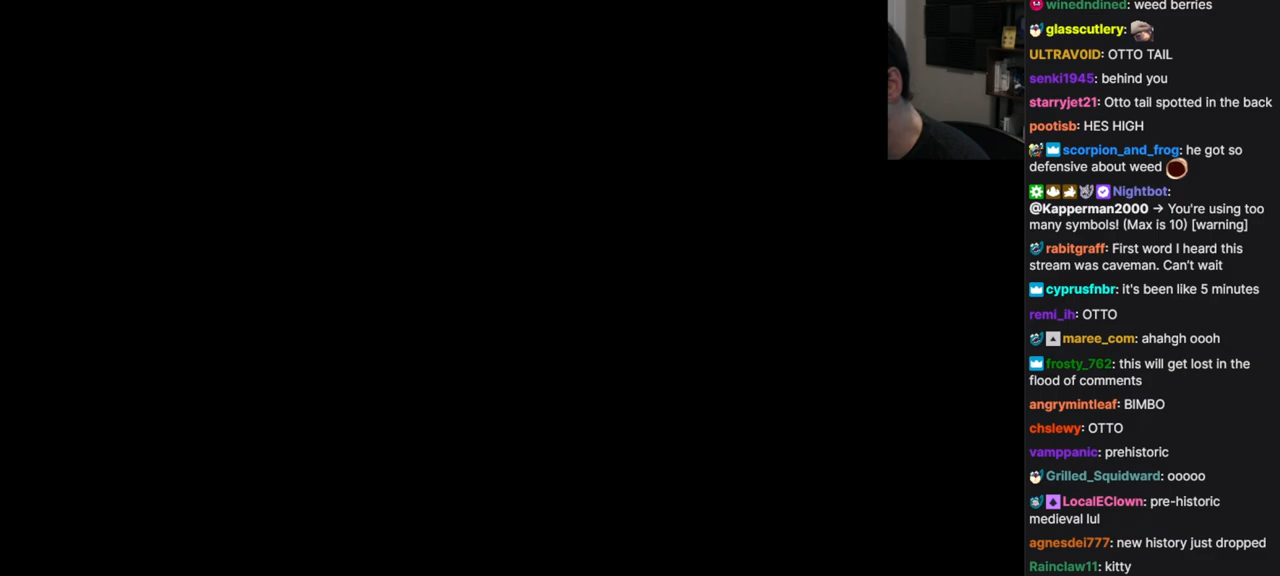 winedndined: weed berries
glasscutlery:
ULTRAV0ID: OTTO TAIL
senki1945: behind you
starryjet21: Otto tail spotted in the back
pootisb: HES HIGH
scorpion_and_frog: he got so
defensive about weed
Nightbot:
@Kapperman2000 → You're using too
many symbols! (Max is 10) [warning]
rabitgraff: First word I heard this
stream was caveman. Can't wait
cyprusfnbr: it's been like 5 minutes
remi_ih: OTTO
maree_com: ahahgh oooh
frosty_762: this will get lost in the
flood of comments
angrymintleaf: BIMBO
chslewy: OTTO
vamppanic: prehistoric
Grilled_Squidward: ooooo
LocalEClown: pre-historic
medieval lul
agnesdei777: new history just dropped
Rainclaw11: kitty